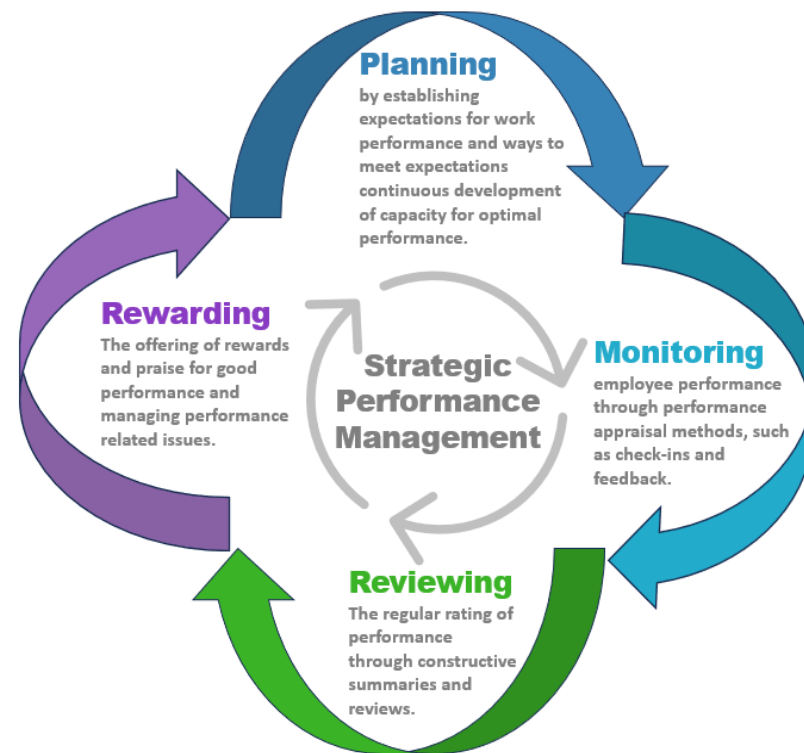 Planning
by establishing
expectations for work
performance and ways to
meet expectations
continuous development
of capacity for optimal
performance.
Rewarding
The offering of rewards
and praise for good
performance and
managing performance
related issues.
Strategic
Performance
Management
Monitoring
employee performance
through performance
appraisal methods, such
as check-ins and
feedback.
Reviewing
The regular rating of
performance
through constructive
summaries and
reviews.